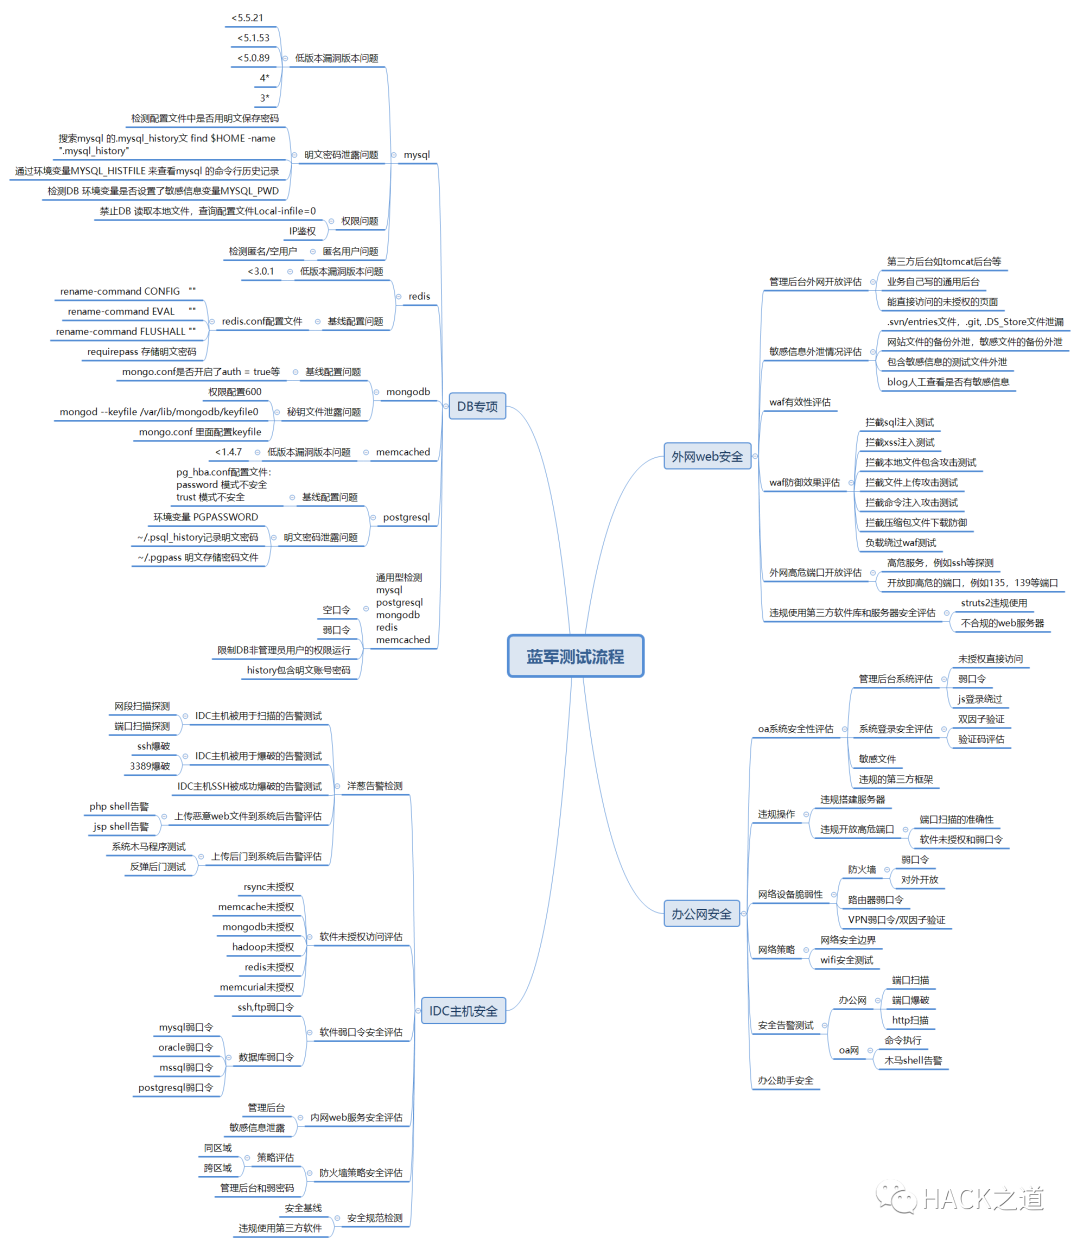 蓝军测试流程
DB专项
mysql
低版本漏洞版本问题
<5.5.21
<5.1.53
<5.0.89
4*
3*
明文密码泄露问题
检测配置文件中是否用明文保存密码
搜索mysql 的.mysql_history文 find $HOME -name
".mysql_history"
通过环境变量MYSQL_HISTFILE 来查看mysql 的命令行历史记录
检测DB 环境变量是否设置了敏感信息变量MYSQL_PWD
权限问题
禁止DB 读取本地文件，查询配置文件Local-infile=0
IP鉴权
匿名用户问题
检测匿名/空用户
redis
低版本漏洞版本问题
<3.0.1
基线配置问题
redis.conf配置文件
rename-command CONFIG ""
rename-command EVAL ""
rename-command FLUSHALL ""
requirepass 存储明文密码
mongodb
基线配置问题
mongo.conf是否开启了auth = true等
秘钥文件泄露问题
权限配置600
mongod --keyfile /var/lib/mongodb/keyfile0
mongo.conf 里面配置keyfile
memcached
低版本漏洞版本问题
<1.4.7
postgresql
基线配置问题
pg_hba.conf配置文件：
password 模式不安全
trust 模式不安全
明文密码泄露问题
环境变量 PGPASSWORD
~/.psql_history记录明文密码
~/.pgpass 明文存储密码文件
通用型检测
mysql
postgresql
mongodb
redis
memcached
空口令
弱口令
限制DB非管理员用户的权限运行
history包含明文账号密码
IDC主机安全
洋葱告警检测
IDC主机被用于扫描的告警测试
网段扫描探测
端口扫描探测
IDC主机被用于爆破的告警测试
ssh爆破
3389爆破
IDC主机SSH被成功爆破的告警测试
上传恶意web文件到系统后告警评估
php shell告警
jsp shell告警
上传后门到系统后告警评估
系统木马程序测试
反弹后门测试
软件未授权访问评估
rsync未授权
memcache未授权
mongodb未授权
hadoop未授权
redis未授权
memcurial未授权
软件弱口令安全评估
ssh,ftp弱口令
数据库弱口令
mysql弱口令
oracle弱口令
mssql弱口令
postgresql弱口令
内网web服务安全评估
管理后台
敏感信息泄露
防火墙策略安全评估
策略评估
同区域
跨区域
管理后台和弱密码
安全规范检测
安全基线
违规使用第三方软件
外网web安全
管理后台外网开放评估
第三方后台如tomcat后台等
业务自己写的通用后台
能直接访问的未授权的页面
敏感信息外泄情况评估
.svn/entries文件，.git, .DS_Store文件泄漏
网站文件的备份外泄，敏感文件的备份外泄
包含敏感信息的测试文件外泄
blog人工查看是否有敏感信息
waf有效性评估
waf防御效果评估
拦截sql注入测试
拦截xss注入测试
拦截本地文件包含攻击测试
拦截文件上传攻击测试
拦截命令注入攻击测试
拦截压缩包文件下载防御
负载绕过waf测试
外网高危端口开放评估
高危服务，例如ssh等探测
开放即高危的端口，例如135，139等端口
违规使用第三方软件库和服务器安全评估
struts2违规使用
不合规的web服务器
办公网安全
oa系统安全性评估
管理后台系统评估
未授权直接访问
弱口令
js登录绕过
系统登录安全评估
双因子验证
验证码评估
敏感文件
违规的第三方框架
违规操作
违规搭建服务器
违规开放高危端口
端口扫描的准确性
软件未授权和弱口令
网络设备脆弱性
防火墙
弱口令
对外开放
路由器弱口令
VPN弱口令/双因子验证
网络策略
网络安全边界
wifi安全测试
安全告警测试
办公网
端口扫描
端口爆破
http扫描
oa网
命令执行
木马shell告警
办公助手安全
HACK之道